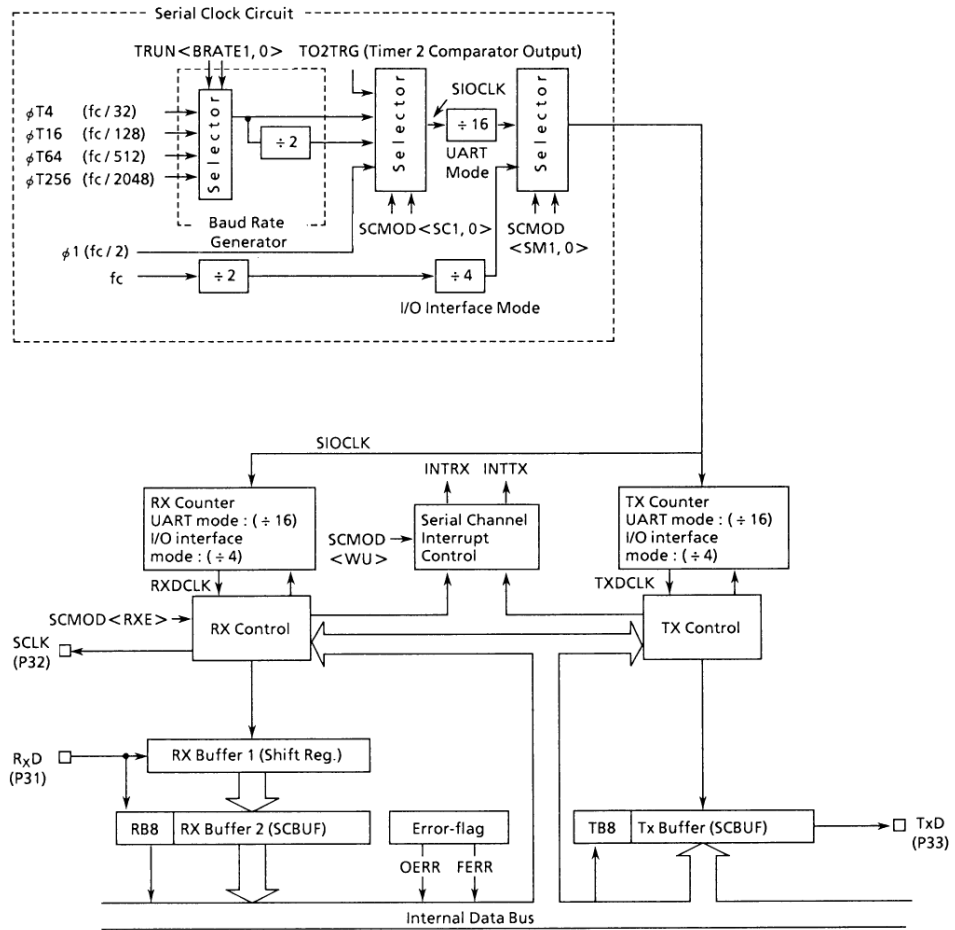 Serial Clock Circuit
TRUN<BRATE1, 0>
TO2TRG (Timer 2 Comparator Output)
SIOCLK
φT4 (fc/32)
φT16 (fc/128)
φT64 (fc/512)
φT256 (fc/2048)
Selector
÷2
Selector
÷16
Selector
UART
Mode
Baud Rate
Generator
SCMOD<SC1, 0>
SCMOD
<SM1, 0>
φ1 (fc/2)
fc
÷2
÷4
I/O Interface Mode
SIOCLK
INTRX INTTX
RX Counter
UART mode : (÷16)
I/O interface
mode : (÷4)
SCMOD
<WU>
Serial Channel
Interrupt
Control
TX Counter
UART mode : (÷16)
I/O interface
mode : (÷4)
RXDCLK
TXDCLK
SCMOD<RXE>
RX Control
TX Control
SCLK
(P32)
RxD
(P31)
RX Buffer 1 (Shift Reg.)
RB8 RX Buffer 2 (SCBUF)
Error-flag
OERR FERR
TB8 Tx Buffer (SCBUF)
TxD
(P33)
Internal Data Bus